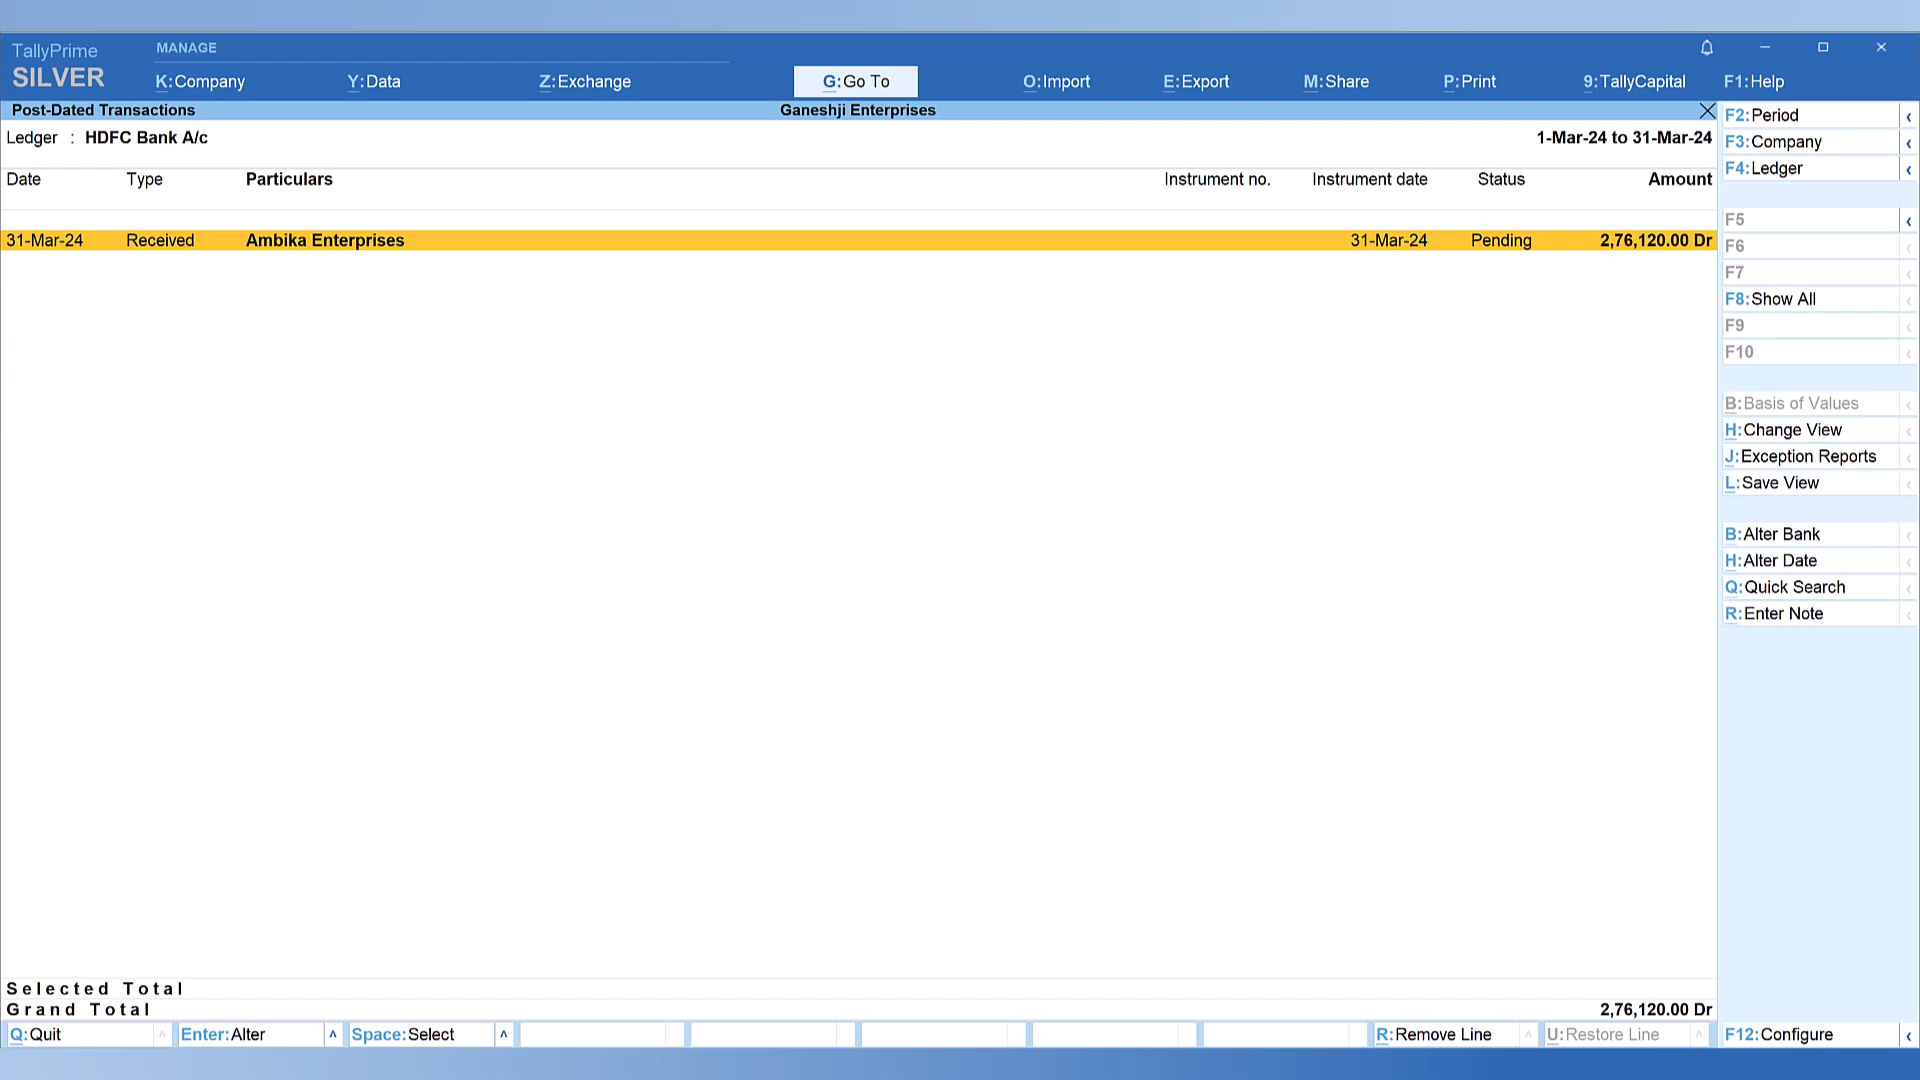 TallyPrime
SILVER
MANAGE
K:Company Y:Data Z:Exchange G:Go To O:Import E:Export M:Share P:Print 9:TallyCapital F1:Help
Post-Dated Transactions Ganeshji Enterprises
Ledger : HDFC Bank A/c 1-Mar-24 to 31-Mar-24
Date Type Particulars Instrument no. Instrument date Status Amount
31-Mar-24 Received Ambika Enterprises 31-Mar-24 Pending 2,76,120.00 Dr
Selected Total
Grand Total 2,76,120.00 Dr
Q:Quit Enter:Alter Space:Select R:Remove Line U:Restore Line
F2:Period
F3:Company
F4:Ledger
F5
F6
F7
F8:Show All
F9
F10
B:Basis of Values
H:Change View
J:Exception Reports
L:Save View
B:Alter Bank
H:Alter Date
Q:Quick Search
R:Enter Note
F12:Configure